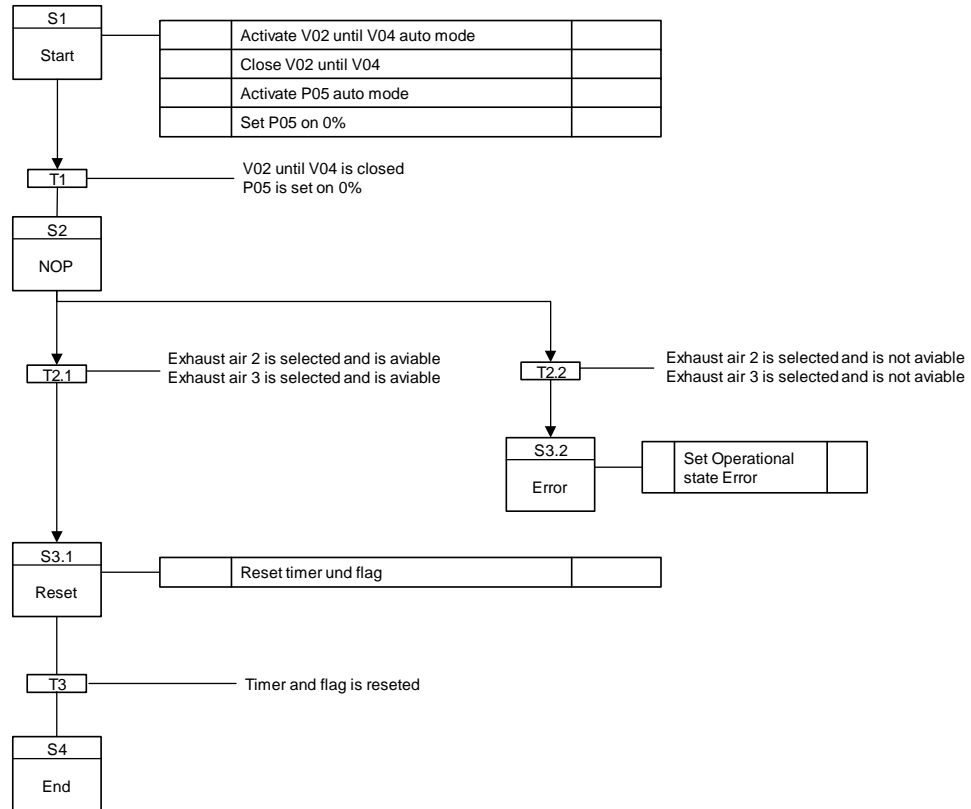 S1
Start
Activate V02 until V04 auto mode
Close V02 until V04
Activate P05 auto mode
Set P05 on 0%
T1
V02 until V04 is closed
P05 is set on 0%
S2
NOP
T2.1
Exhaust air 2 is selected and is aviable
Exhaust air 3 is selected and is aviable
T2.2
Exhaust air 2 is selected and is not aviable
Exhaust air 3 is selected and is not aviable
S3.2
Error
Set Operational
state Error
S3.1
Reset
Reset timer und flag
T3
Timer and flag is reseted
S4
End